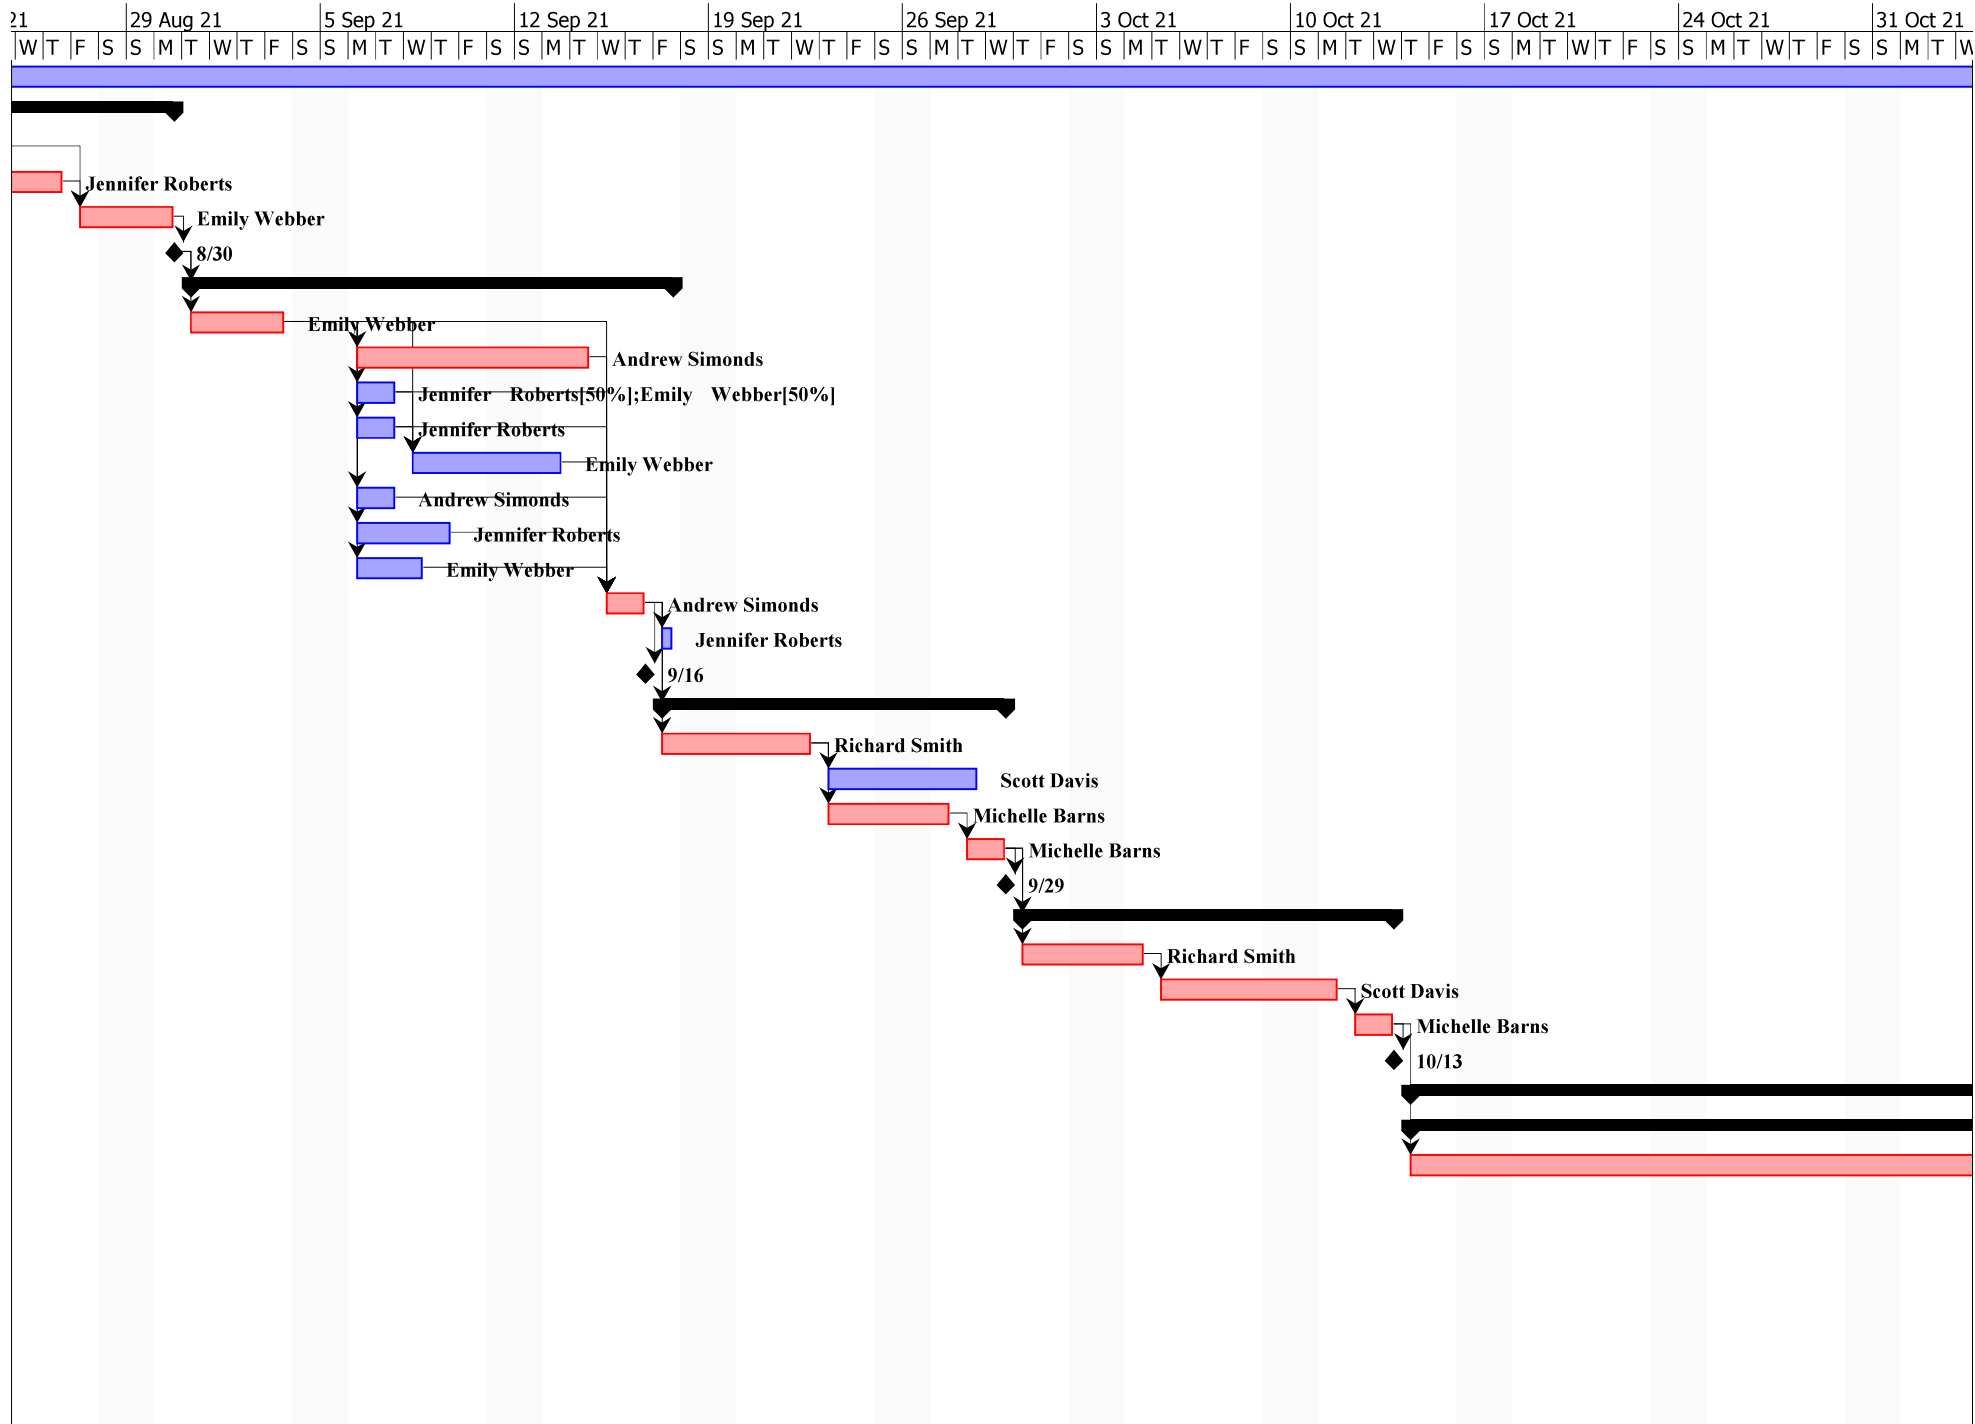 21 29 Aug 21 5 Sep 21 12 Sep 21 19 Sep 21 26 Sep 21 3 Oct 21 10 Oct 21 17 Oct 21 24 Oct 21 31 Oct 21
W T F S S M T W T F S S M T W T F S S M T W T F S S M T W T F S S M T W T F S S M T W T F S S M T W T F S S M T W T F S S M T W T F S S M T W
Jennifer Roberts
Emily Webber
8/30
Emily Webber
Andrew Simonds
Jennifer Roberts[50%];Emily Webber[50%]
Jennifer Roberts
Emily Webber
Andrew Simonds
Jennifer Roberts
Emily Webber
Andrew Simonds
Jennifer Roberts
9/16
Richard Smith
Scott Davis
Michelle Barns
Michelle Barns
9/29
Richard Smith
Scott Davis
Michelle Barns
10/13